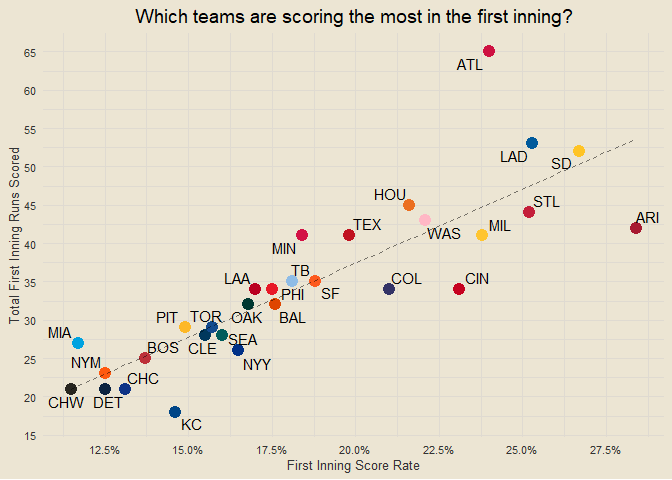 Which teams are scoring the most in the first inning?
Total First Inning Runs Scored
65
60
55
50
45
40
35
30
25
20
15
ATL
LAD
SD
HOU
STL
ARI
TEX
WAS
MIL
MIN
TB
LAA
COL
CIN
PHI
SF
PIT
TOR
OAK
BAL
MIA
BOS
CLE
SEA
NYM
NYY
CHC
CHW
DET
KC
12.5%
15.0%
17.5%
20.0%
22.5%
25.0%
27.5%
First Inning Score Rate